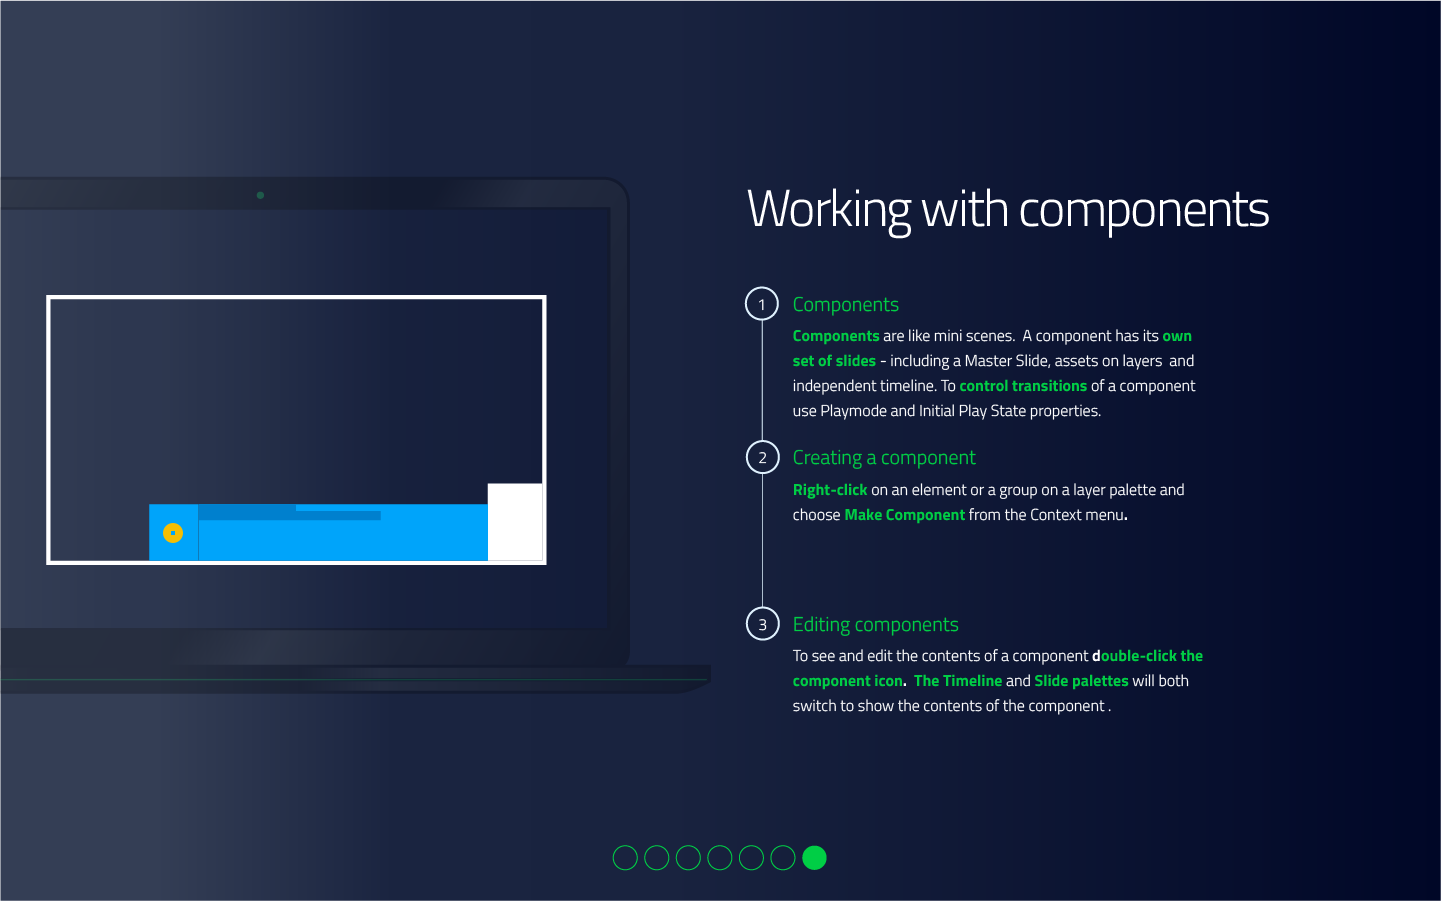 Working with components
1 Components
Components are like mini scenes.  A component has its own
set of slides - including a Master Slide, assets on layers  and
independent timeline. To control transitions of a component
use Playmode and Initial Play State properties.
2 Creating a component
Right-click on an element or a group on a layer palette and
choose Make Component from the Context menu.
3 Editing components
To see and edit the contents of a component double-click the
component icon.  The Timeline and Slide palettes will both
switch to show the contents of the component .